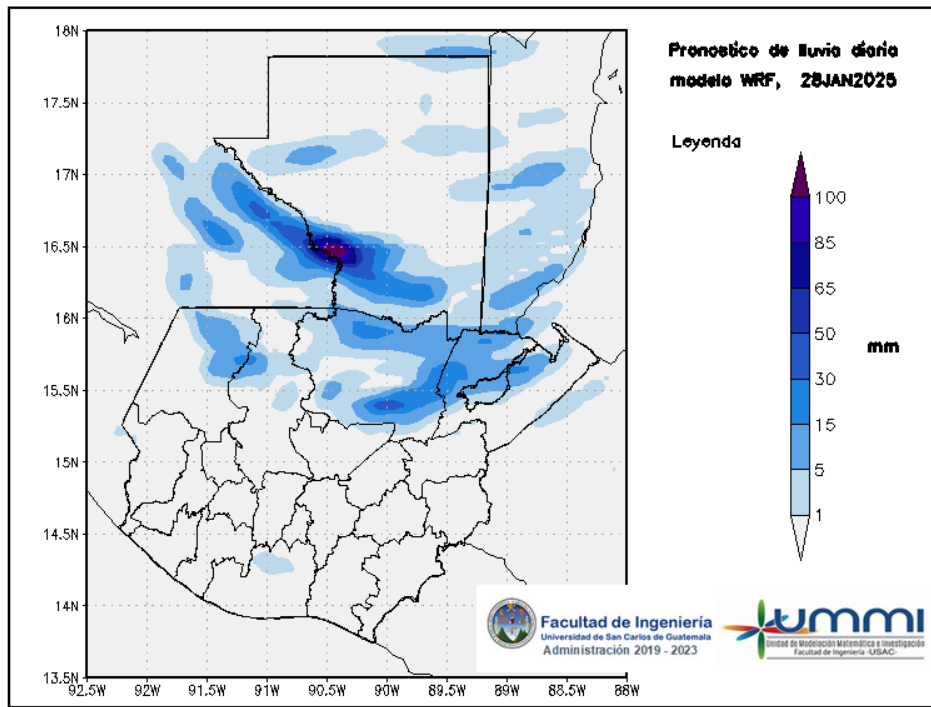 Pronostico de lluvia diaria
modelo WRF, 28JAN2025
Leyenda
100
85
65
50
30
15
5
1
mm
18N
17.5N
17N
16.5N
16N
15.5N
15N
14.5N
14N
13.5N
92.5W
92W
91.5W
91W
90.5W
90W
89.5W
89W
88.5W
88W
Facultad de Ingeniería
Universidad de San Carlos de Guatemala
Administración 2019 - 2023
UMMI
Unidad de Modelación Matemática e Investigación
Facultad de Ingeniería -USAC-